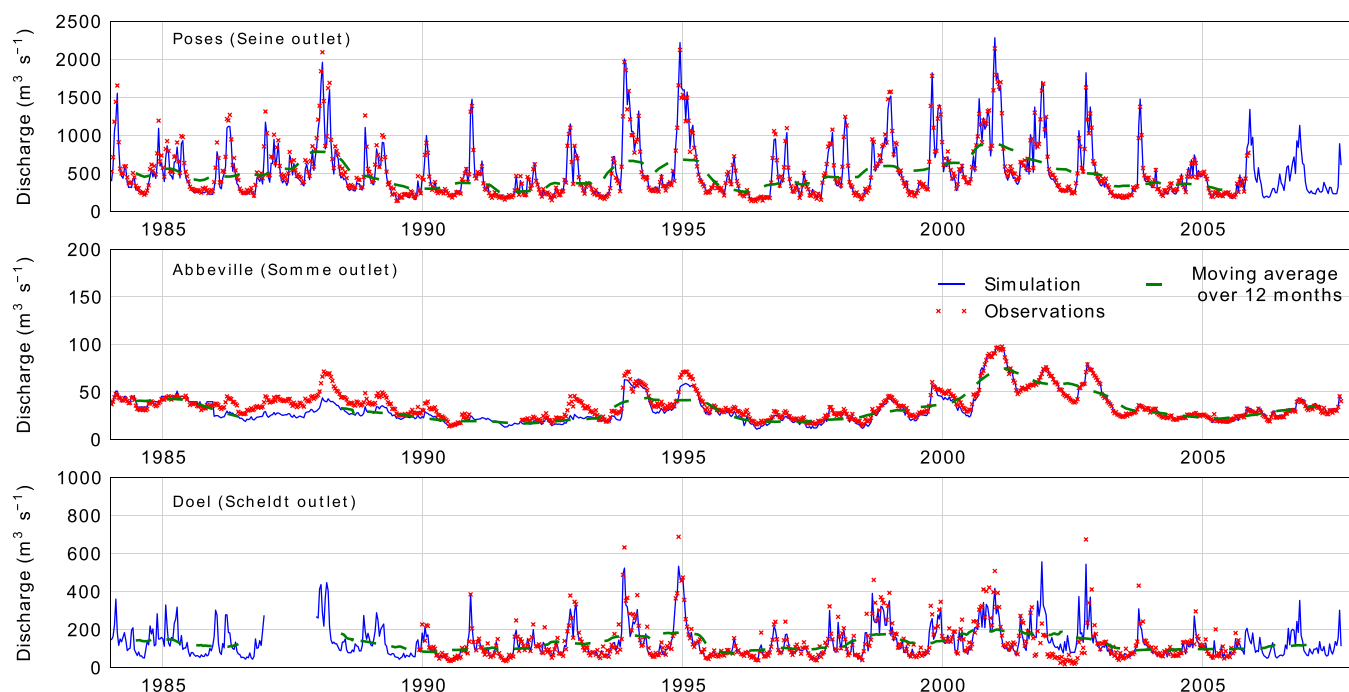 Poses (Seine outlet)
Discharge (m³ s⁻¹)
2500
2000
1500
1000
500
0
1985 1990 1995 2000 2005
Abbeville (Somme outlet)
Discharge (m³ s⁻¹)
200
150
100
50
0
Simulation
Observations
Moving average
over 12 months
1985 1990 1995 2000 2005
Doel (Scheldt outlet)
Discharge (m³ s⁻¹)
1000
800
600
400
200
0
1985 1990 1995 2000 2005